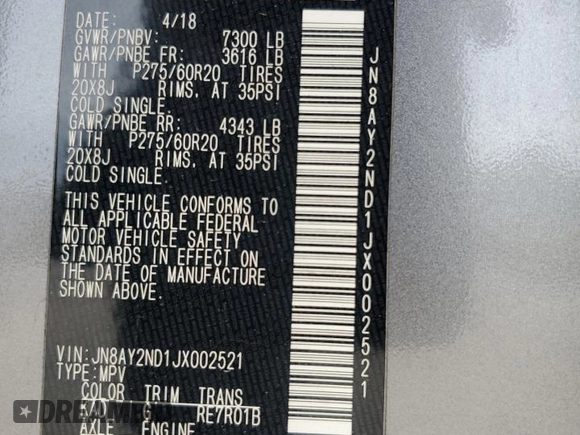 DATE: 4/18
GVWR/PNBV: 7300 LB
GAWR/PNBE FR: 3616 LB
WITH P275/60R20 TIRES
20X8J RIMS, AT 35PSI
COLD SINGLE.
GAWR/PNBE RR: 4343 LB
WITH P275/60R20 TIRES
20X8J RIMS, AT 35PSI
COLD SINGLE.
THIS VEHICLE CONFORMS TO
ALL APPLICABLE FEDERAL
MOTOR VEHICLE SAFETY
STANDARDS IN EFFECT ON
THE DATE OF MANUFACTURE
SHOWN ABOVE.
VIN: JN8AY2ND1JX002521
TYPE: MPV
COLOR TRIM TRANS
RE7R01B
AXLE ENGINE
JN8AY2ND1JX002521